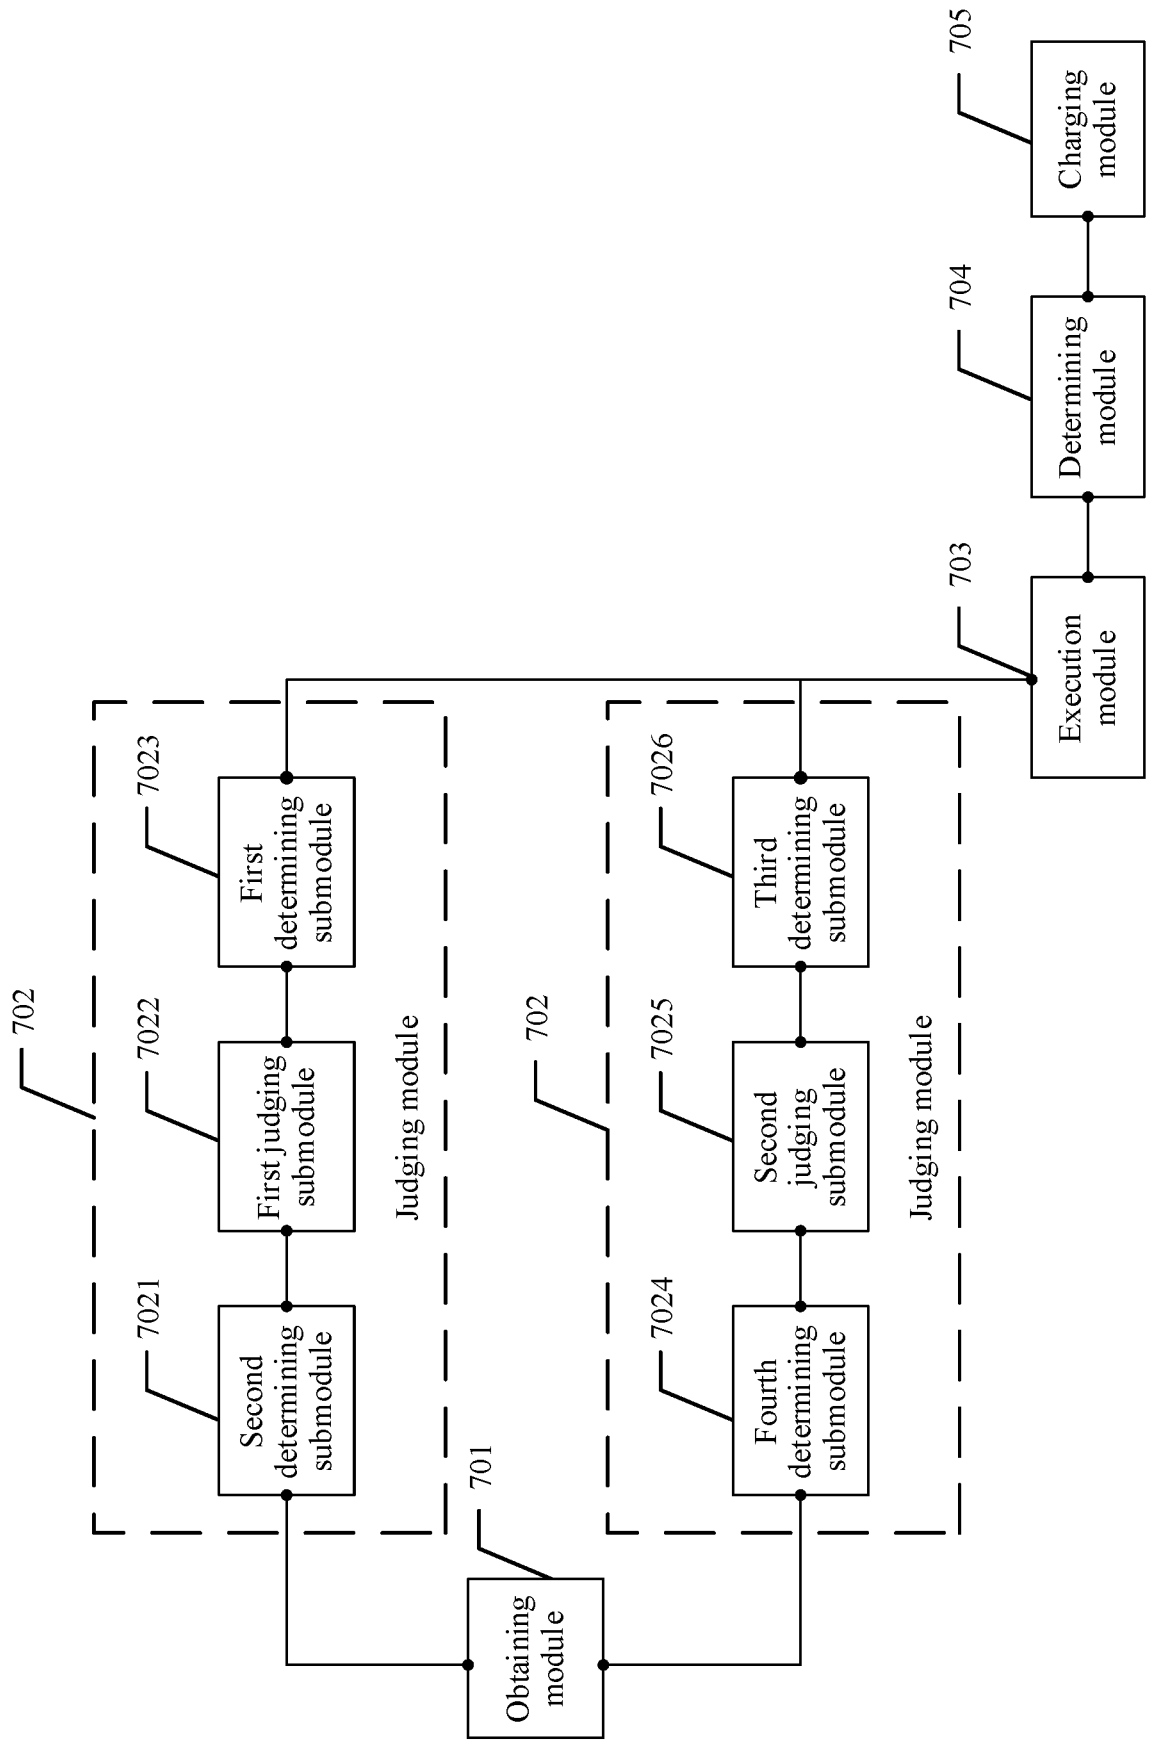 702
7021
7022
7023
Second
determining
submodule
First judging
submodule
First
determining
submodule
Judging module
701
Obtaining
module
702
7024
7025
7026
Fourth
determining
submodule
Second
judging
submodule
Third
determining
submodule
Judging module
703
704
705
Execution
module
Determining
module
Charging
module